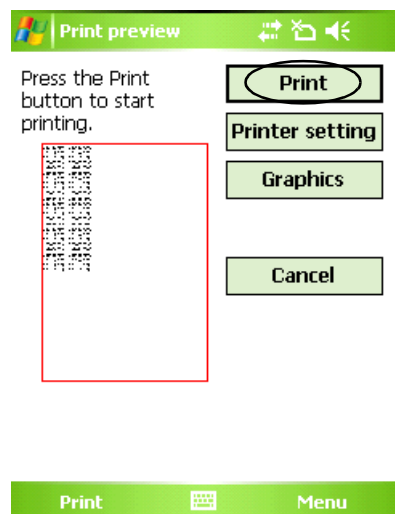 Print preview
Press the Print
button to start
printing.
Print
Printer setting
Graphics
Cancel
Print
Menu